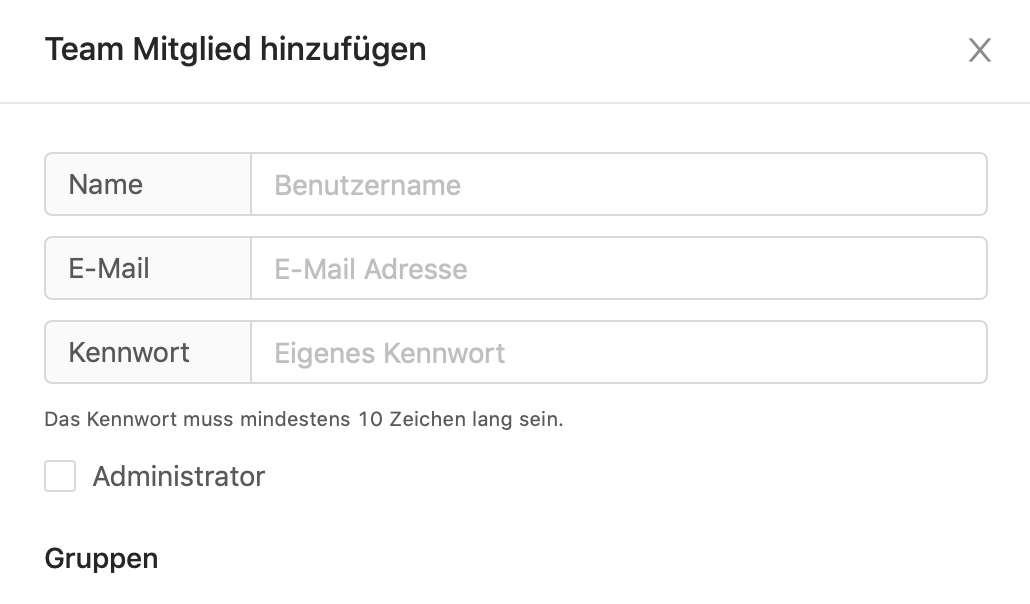 Team Mitglied hinzufügen
Name Benutzername
E-Mail E-Mail Adresse
Kennwort Eigenes Kennwort
Das Kennwort muss mindestens 10 Zeichen lang sein.
Administrator
Gruppen